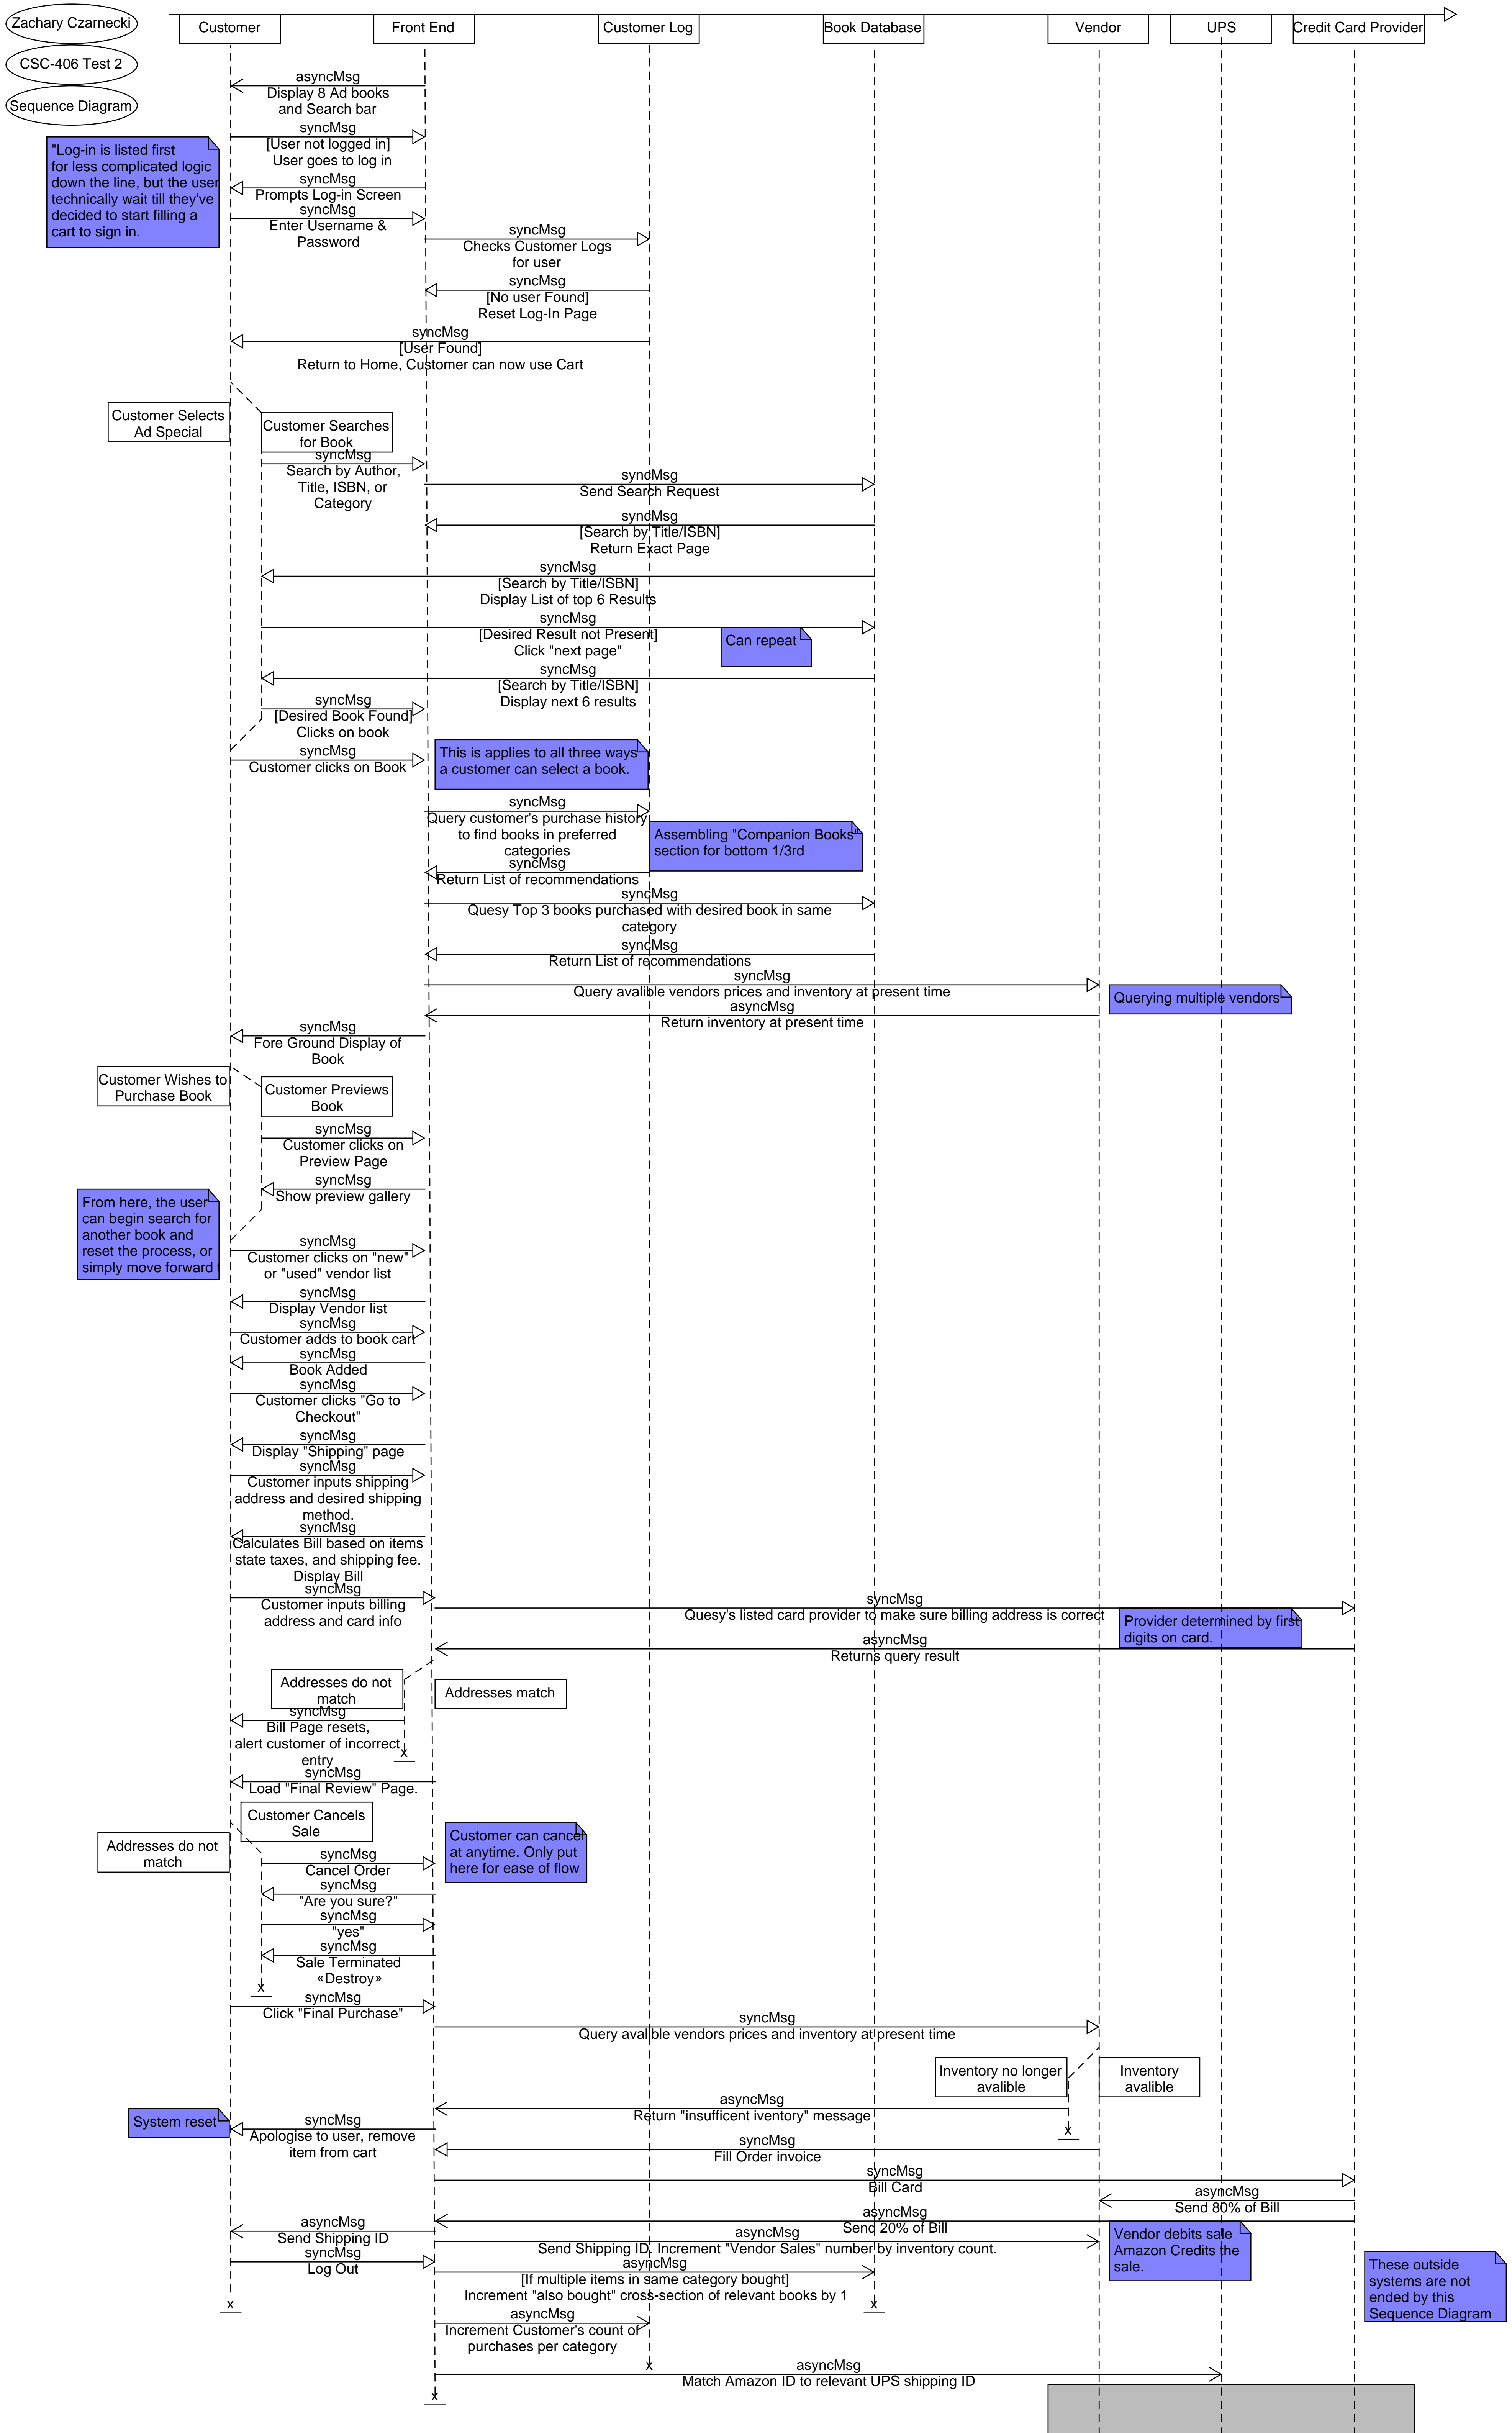 Zachary Czarnecki
CSC-406 Test 2
Sequence Diagram
Customer
Front End
Customer Log
Book Database
Vendor
UPS
Credit Card Provider
asyncMsg
Display 8 Ad books
and Search bar
syncMsg
[User not logged in]
User goes to log in
"Log-in is listed first
for less complicated logic
down the line, but the user
technically wait till they've
decided to start filling a
cart to sign in.
syncMsg
Prompts Log-in Screen
syncMsg
Enter Username &
Password
syncMsg
Checks Customer Logs
for user
syncMsg
[No user Found]
Reset Log-In Page
syncMsg
[User Found]
Return to Home, Customer can now use Cart
Customer Selects
Ad Special
Customer Searches
for Book
syncMsg
Search by Author,
Title, ISBN, or
Category
syncMsg
Send Search Request
syncMsg
[Search by Title/ISBN]
Return Exact Page
syncMsg
[Search by Title/ISBN]
Display List of top 6 Results
syncMsg
[Desired Result not Present]
Click "next page"
Can repeat
syncMsg
[Search by Title/ISBN]
Display next 6 results
syncMsg
[Desired Book Found]
Clicks on book
syncMsg
Customer clicks on Book
This is applies to all three ways
a customer can select a book.
syncMsg
Query customer's purchase history
to find books in preferred
categories
Assembling "Companion Books"
section for bottom 1/3rd
syncMsg
Return List of recommendations
syncMsg
Quesy Top 3 books purchased with desired book in same
category
syncMsg
Return List of recommendations
syncMsg
Query avalible vendors prices and inventory at present time
Querying multiple vendors
asyncMsg
Return inventory at present time
syncMsg
Fore Ground Display of
Book
Customer Wishes to
Purchase Book
Customer Previews
Book
syncMsg
Customer clicks on
Preview Page
syncMsg
Show preview gallery
From here, the user
can begin search for
another book and
reset the process, or
simply move forward t
syncMsg
Customer clicks on "new"
or "used" vendor list
syncMsg
Display Vendor list
syncMsg
Customer adds to book cart
syncMsg
Book Added
syncMsg
Customer clicks "Go to
Checkout"
syncMsg
Display "Shipping" page
syncMsg
Customer inputs shipping
address and desired shipping
method.
syncMsg
Calculates Bill based on items
state taxes, and shipping fee.
Display Bill
syncMsg
Customer inputs billing
address and card info
syncMsg
Quesy's listed card provider to make sure billing address is correct
Provider determined by first
digits on card.
asyncMsg
Returns query result
Addresses do not
match
Addresses match
syncMsg
Bill Page resets,
alert customer of incorrect
entry
x
syncMsg
Load "Final Review" Page.
Customer Cancels
Sale
Addresses do not
match
Customer can cancel
at anytime. Only put
here for ease of flow
syncMsg
Cancel Order
syncMsg
"Are you sure?"
syncMsg
"yes"
syncMsg
Sale Terminated
«Destroy»
x
syncMsg
Click "Final Purchase"
syncMsg
Query avalible vendors prices and inventory at present time
Inventory no longer
avalible
Inventory
avalible
asyncMsg
Return "insufficent iventory" message
x
System reset
syncMsg
Apologise to user, remove
item from cart
syncMsg
Fill Order invoice
syncMsg
Bill Card
asyncMsg
Send 80% of Bill
asyncMsg
Send 20% of Bill
asyncMsg
Send Shipping ID
asyncMsg
Send Shipping ID. Increment "Vendor Sales" number by inventory count.
Vendor debits sale
Amazon Credits the
sale.
syncMsg
Log Out
asyncMsg
[If multiple items in same category bought]
Increment "also bought" cross-section of relevant books by 1
These outside
systems are not
ended by this
Sequence Diagram
x
x
asyncMsg
Increment Customer's count of
purchases per category
x
asyncMsg
Match Amazon ID to relevant UPS shipping ID
x